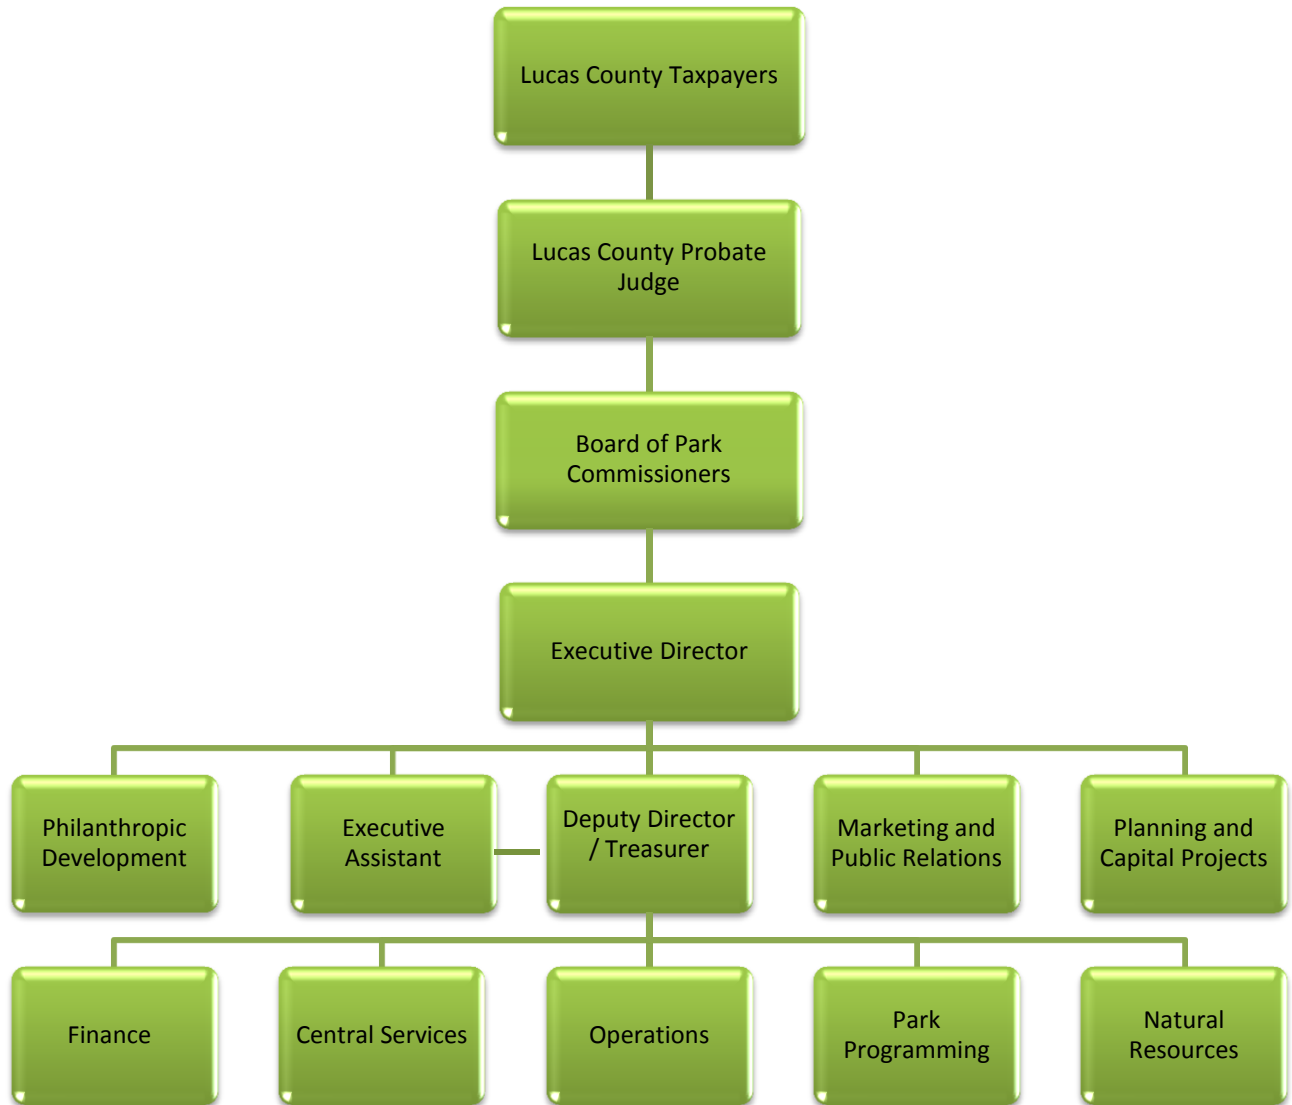 Lucas County Taxpayers
Lucas County Probate
Judge
Board of Park
Commissioners
Executive Director
Philanthropic
Development
Executive
Assistant
Deputy Director
/ Treasurer
Marketing and
Public Relations
Planning and
Capital Projects
Finance
Central Services
Operations
Park
Programming
Natural
Resources